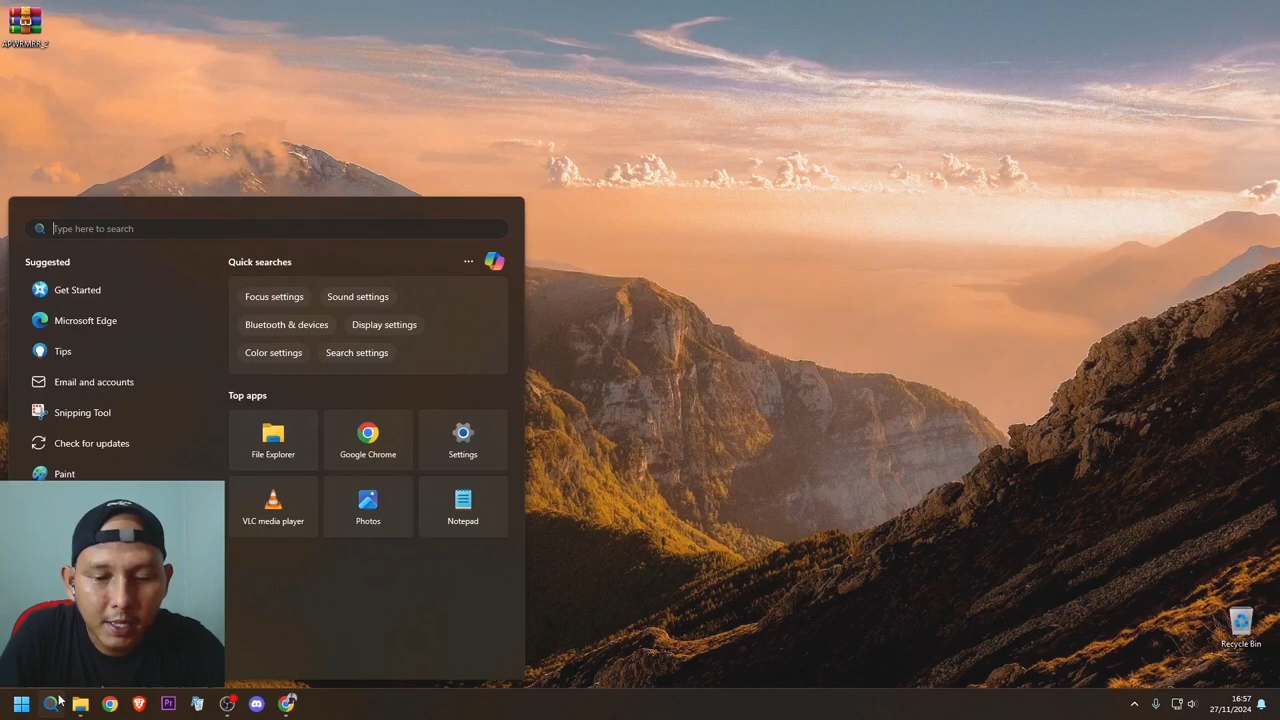 APWRMRR_2
Type here to search
Suggested
Get Started
Microsoft Edge
Tips
Email and accounts
Snipping Tool
Check for updates
Paint
Quick searches
Focus settings
Sound settings
Bluetooth & devices
Display settings
Color settings
Search settings
Top apps
File Explorer
Google Chrome
Settings
VLC media player
Photos
Notepad
Recycle Bin
Pr
16:57
27/11/2024